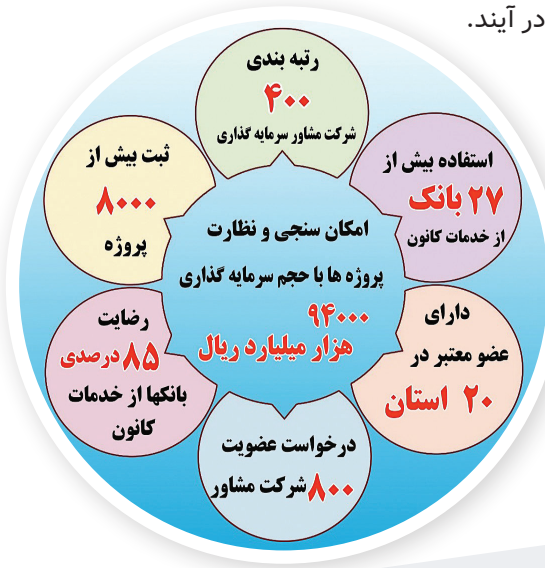 در آیند.
رتبه بندی
۴۰۰
شرکت مشاور سرمایه گذاری
استفاده بیش از
۲۷ بانک
از خدمات کانون
دارای
عضو معتبر در
۲۰ استان
درخواست عضویت
۸۰۰ شرکت مشاور
رضایت
۸۵ درصدی
بانکها از خدمات
کانون
ثبت بیش از
۸۰۰۰
پروژه
امکان سنجی و نظارت
پروژه ها با حجم سرمایه گذاری
۹۴۰۰۰
هزار میلیارد ریال